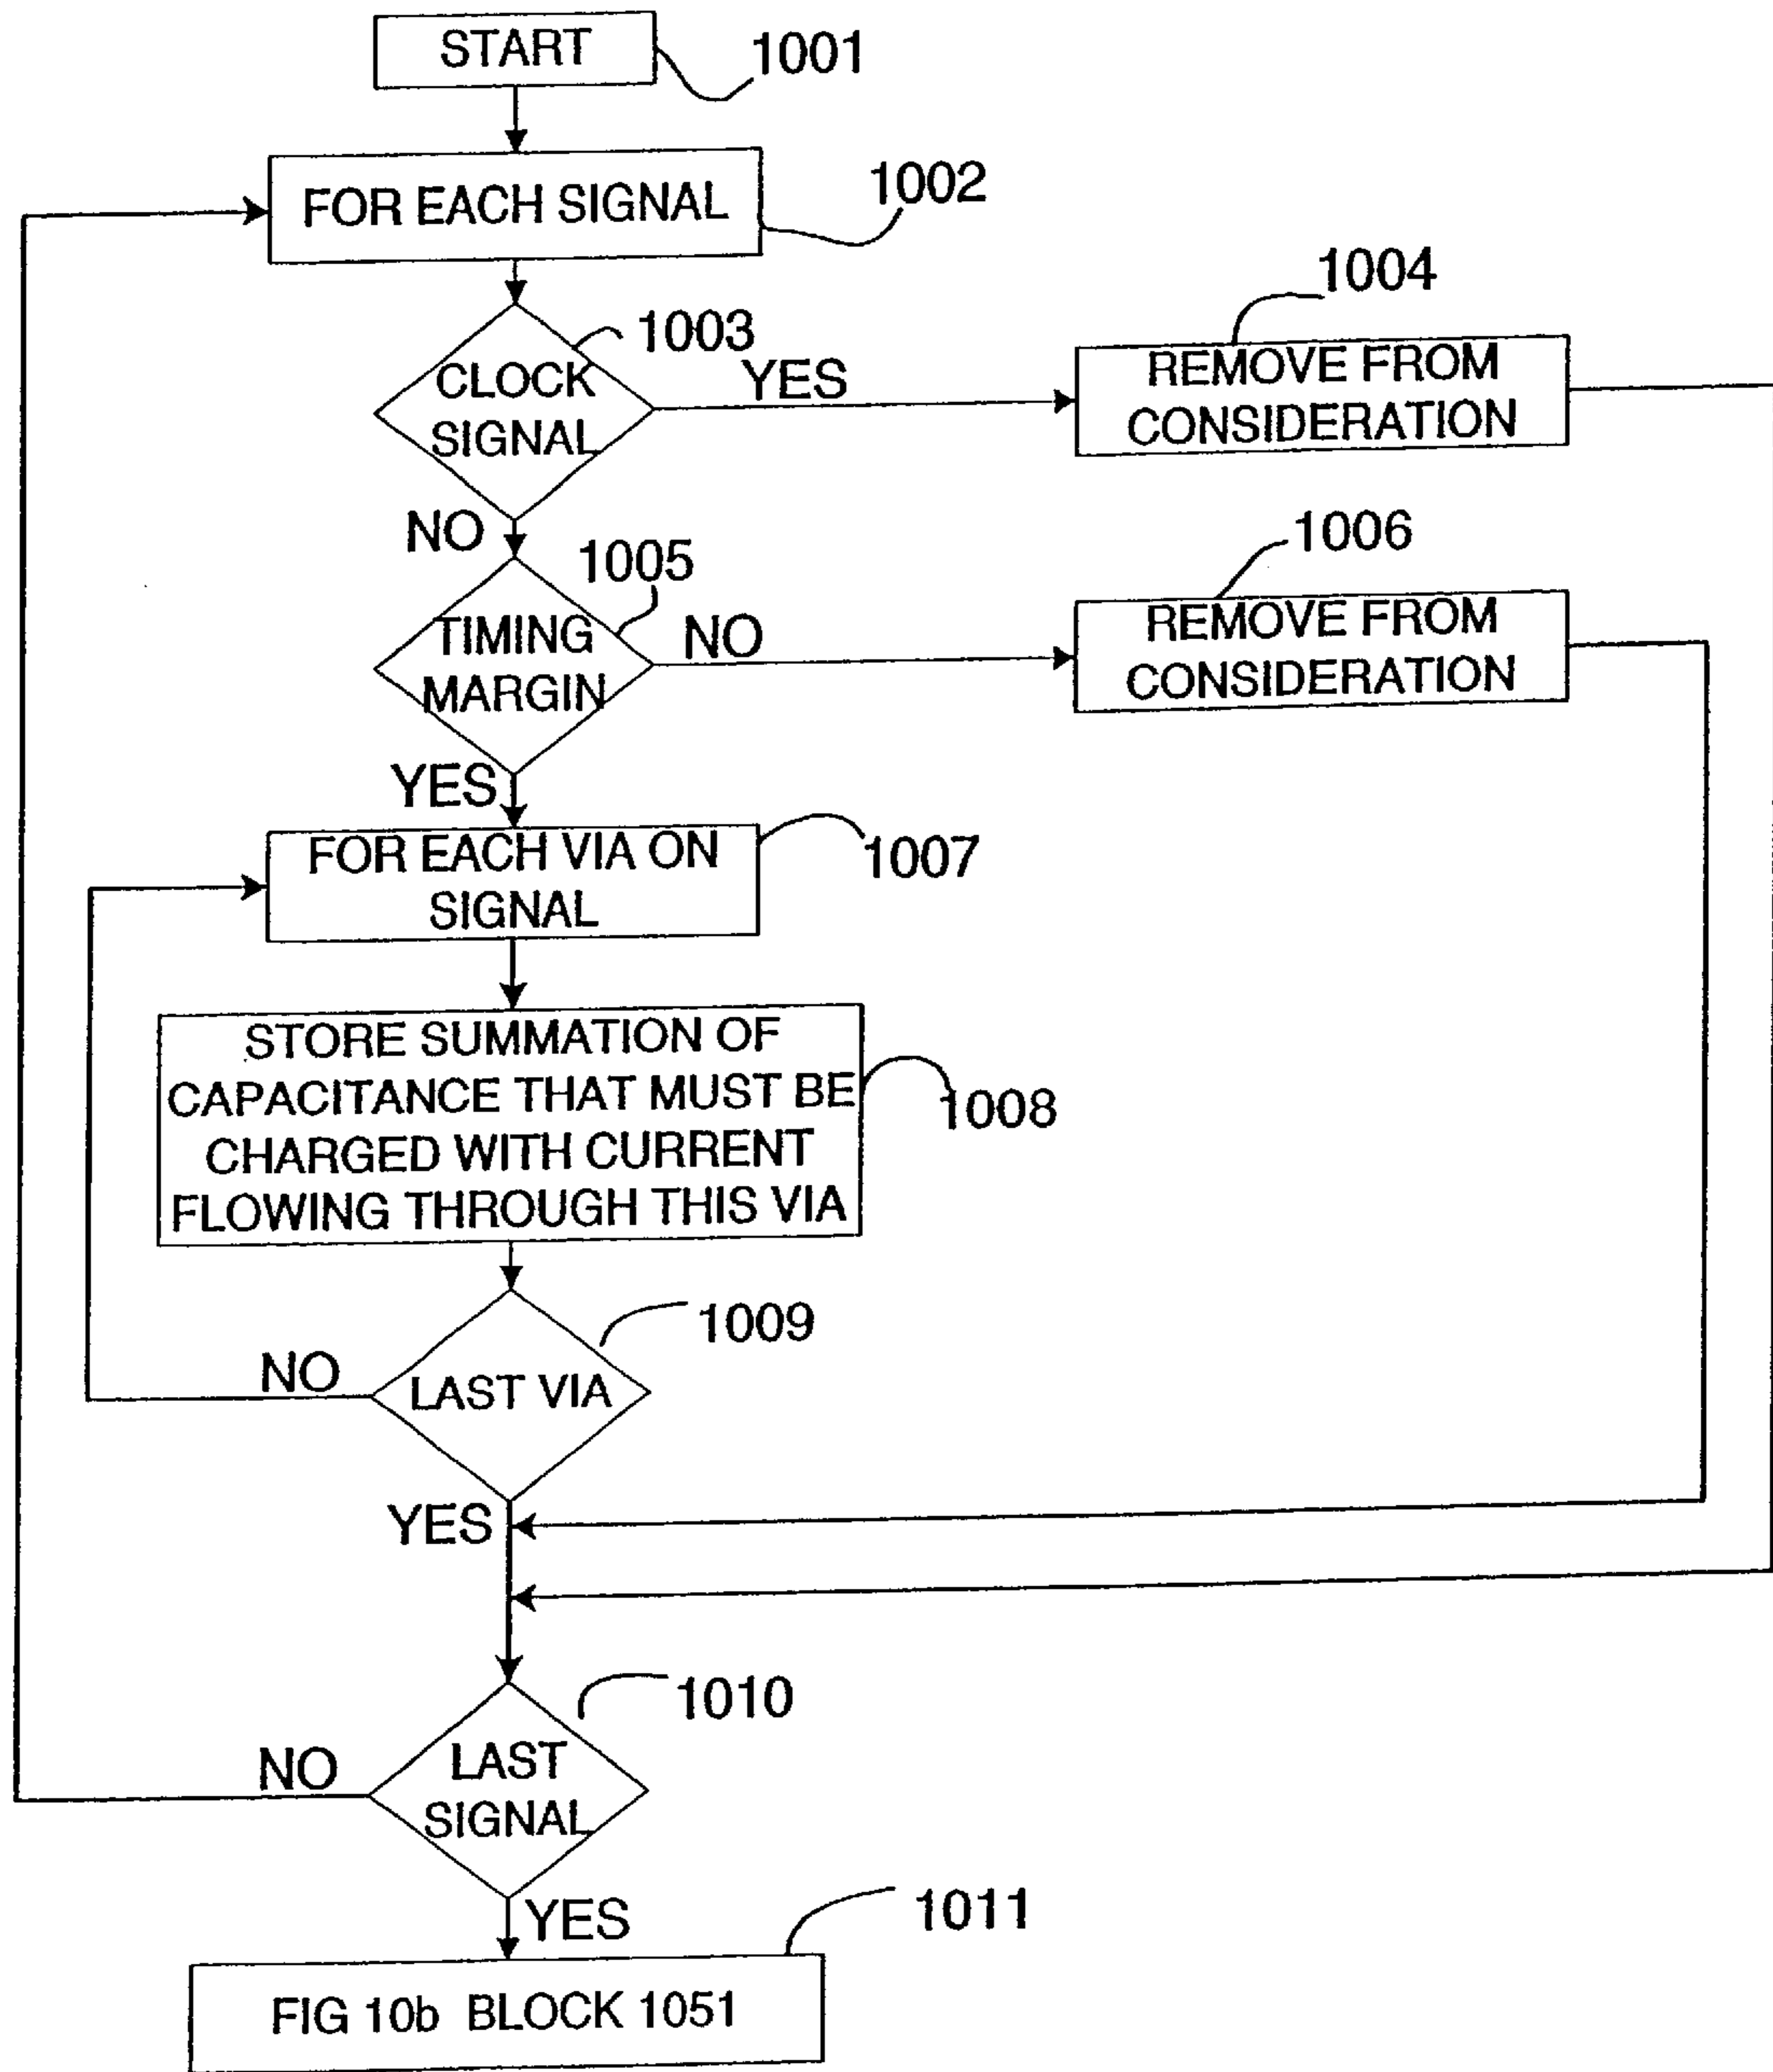 START
1001
FOR EACH SIGNAL
1002
1003
CLOCK
SIGNAL
YES
1004
REMOVE FROM
CONSIDERATION
NO
1005
TIMING
MARGIN
NO
1006
REMOVE FROM
CONSIDERATION
YES
FOR EACH VIA ON
SIGNAL
1007
STORE SUMMATION OF
CAPACITANCE THAT MUST BE
CHARGED WITH CURRENT
FLOWING THROUGH THIS VIA
1008
1009
LAST VIA
NO
YES
1010
LAST
SIGNAL
NO
YES
1011
FIG 10b BLOCK 1051